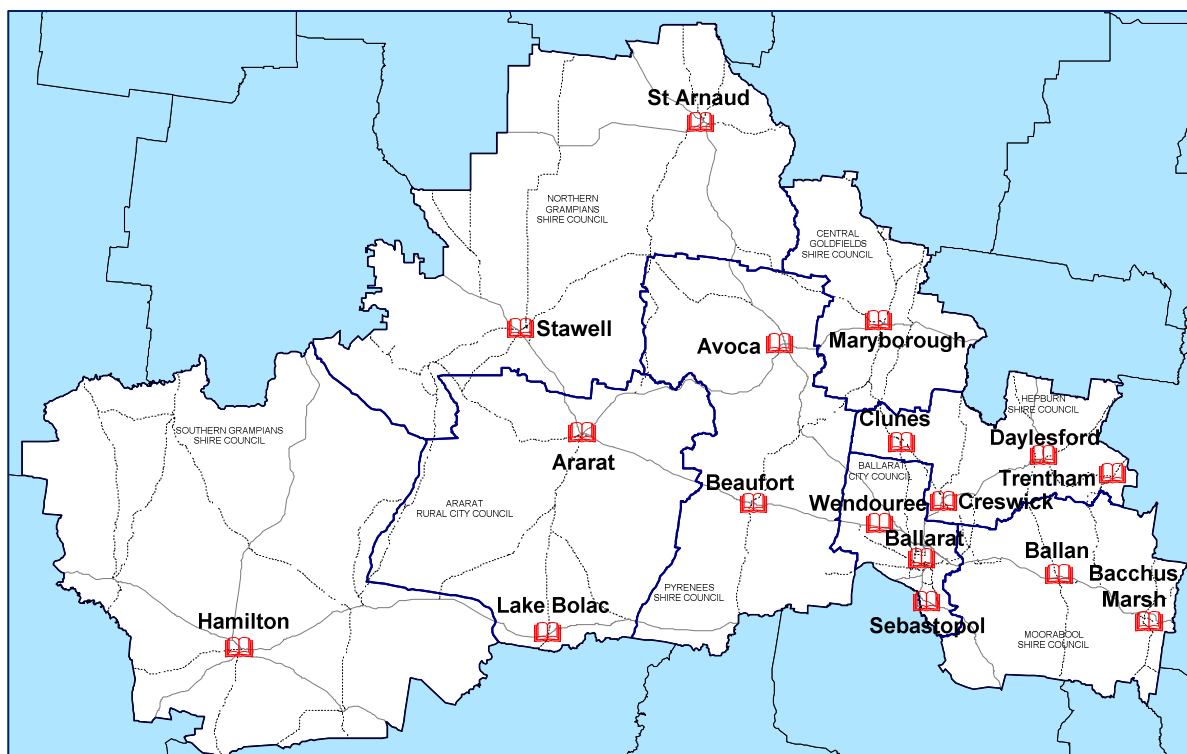 St Arnaud
NORTHERN
GRAMPIANS
SHIRE COUNCIL
CENTRAL
GOLDFIELDS
SHIRE COUNCIL
Stawell
Avoca
Maryborough
HEPBURN
SHIRE COUNCIL
SOUTHERN GRAMPIANS
SHIRE COUNCIL
Clunes
Daylesford
Ararat
BALLARAT
CITY COUNCIL
Trentham
Beaufort
Wendouree
Creswick
ARARAT
RURAL CITY COUNCIL
Ballarat
Ballan
Bacchus
Marsh
PYRENEES
SHIRE COUNCIL
Lake Bolac
Hamilton
Sebastopol
MOORABOOL
SHIRE COUNCIL